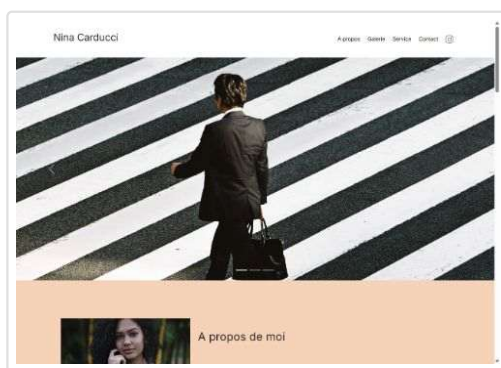 Nina Carducci
A propos Galerie Service Contact
A propos de moi